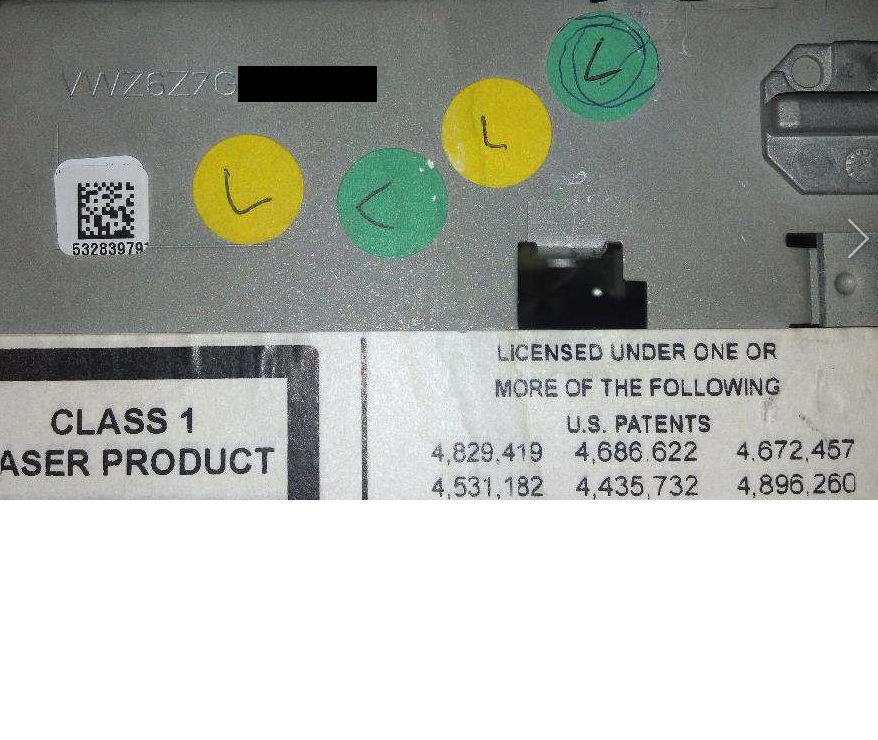 VWZ6Z7G
L
L
L
L
53283979
CLASS 1
ASER PRODUCT
LICENSED UNDER ONE OR
MORE OF THE FOLLOWING
U.S. PATENTS
4,829,419 4,686,622 4,672,457
4,531,182 4,435,732 4,896,260